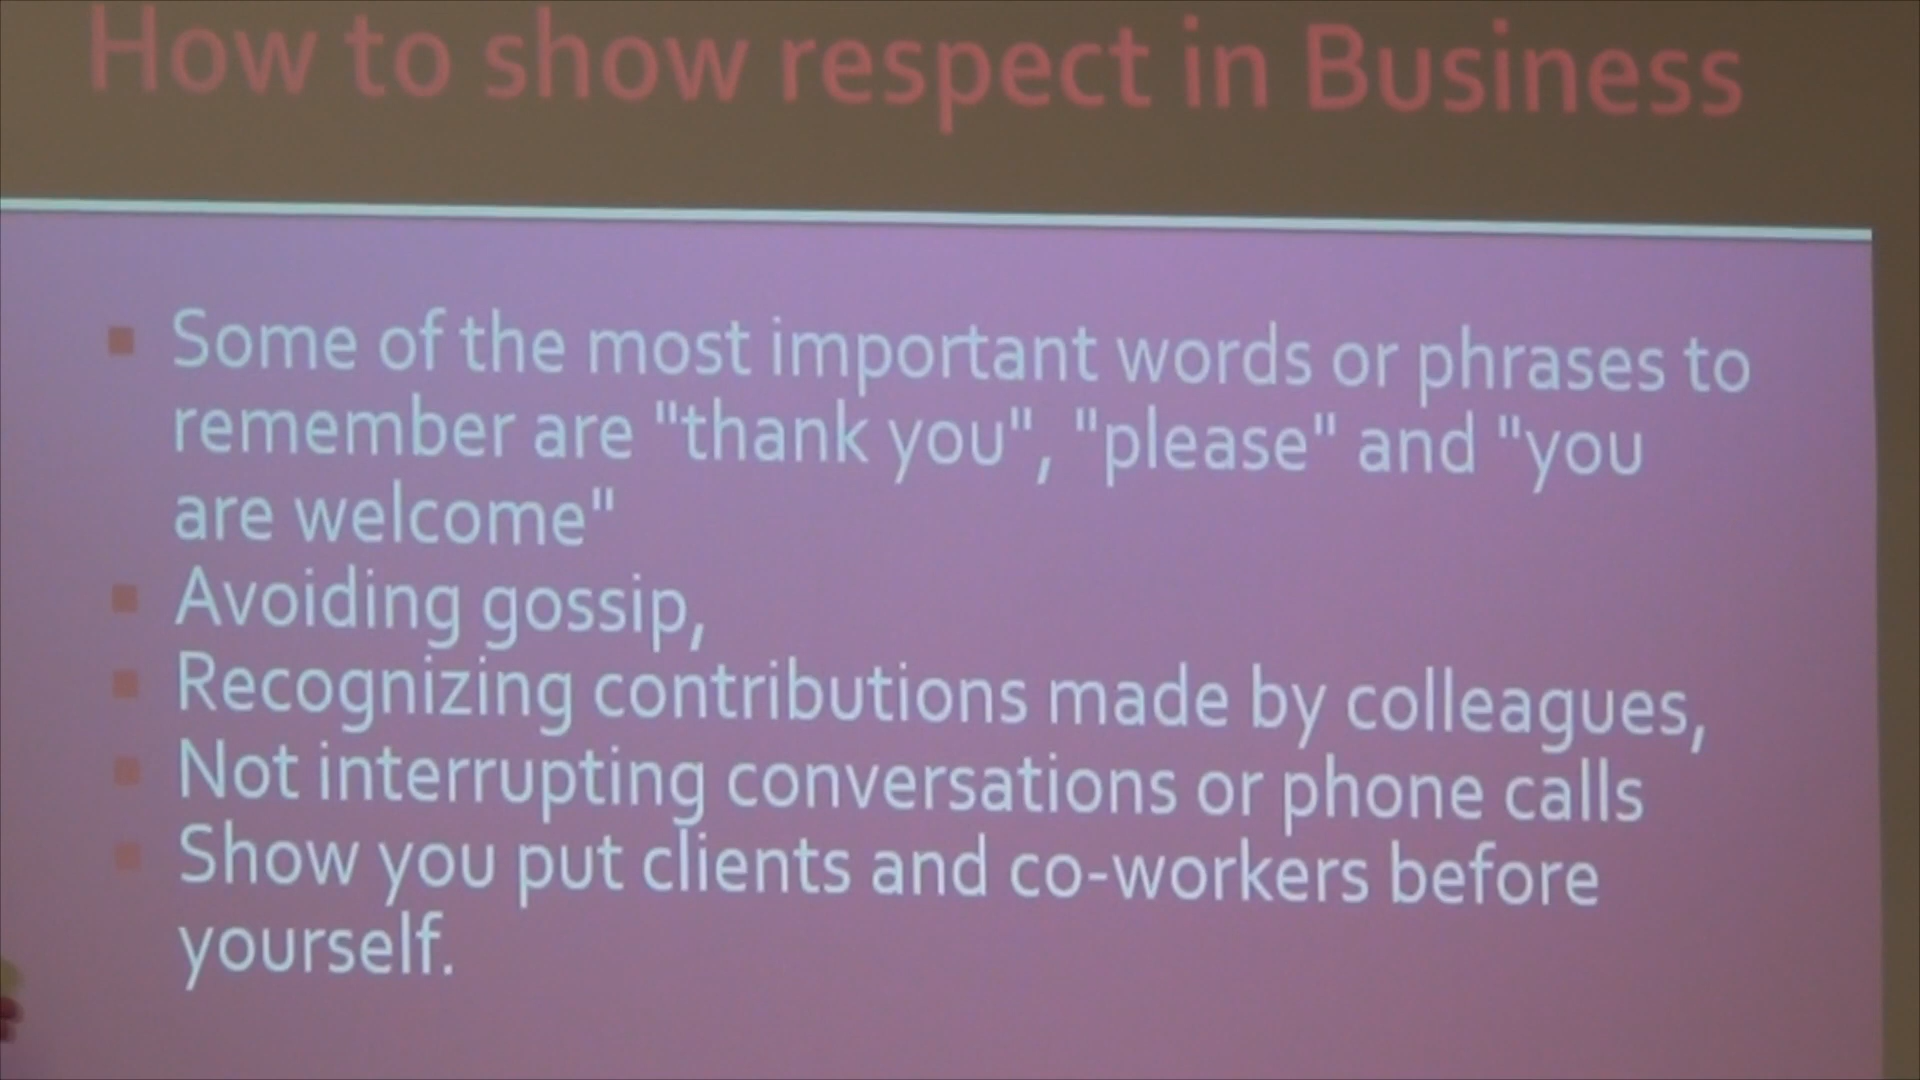 How to show respect in Business
Some of the most important words or phrases to
remember are "thank you", "please" and "you
are welcome"
Avoiding gossip,
Recognizing contributions made by colleagues,
Not interrupting conversations or phone calls
Show you put clients and co-workers before
yourself.